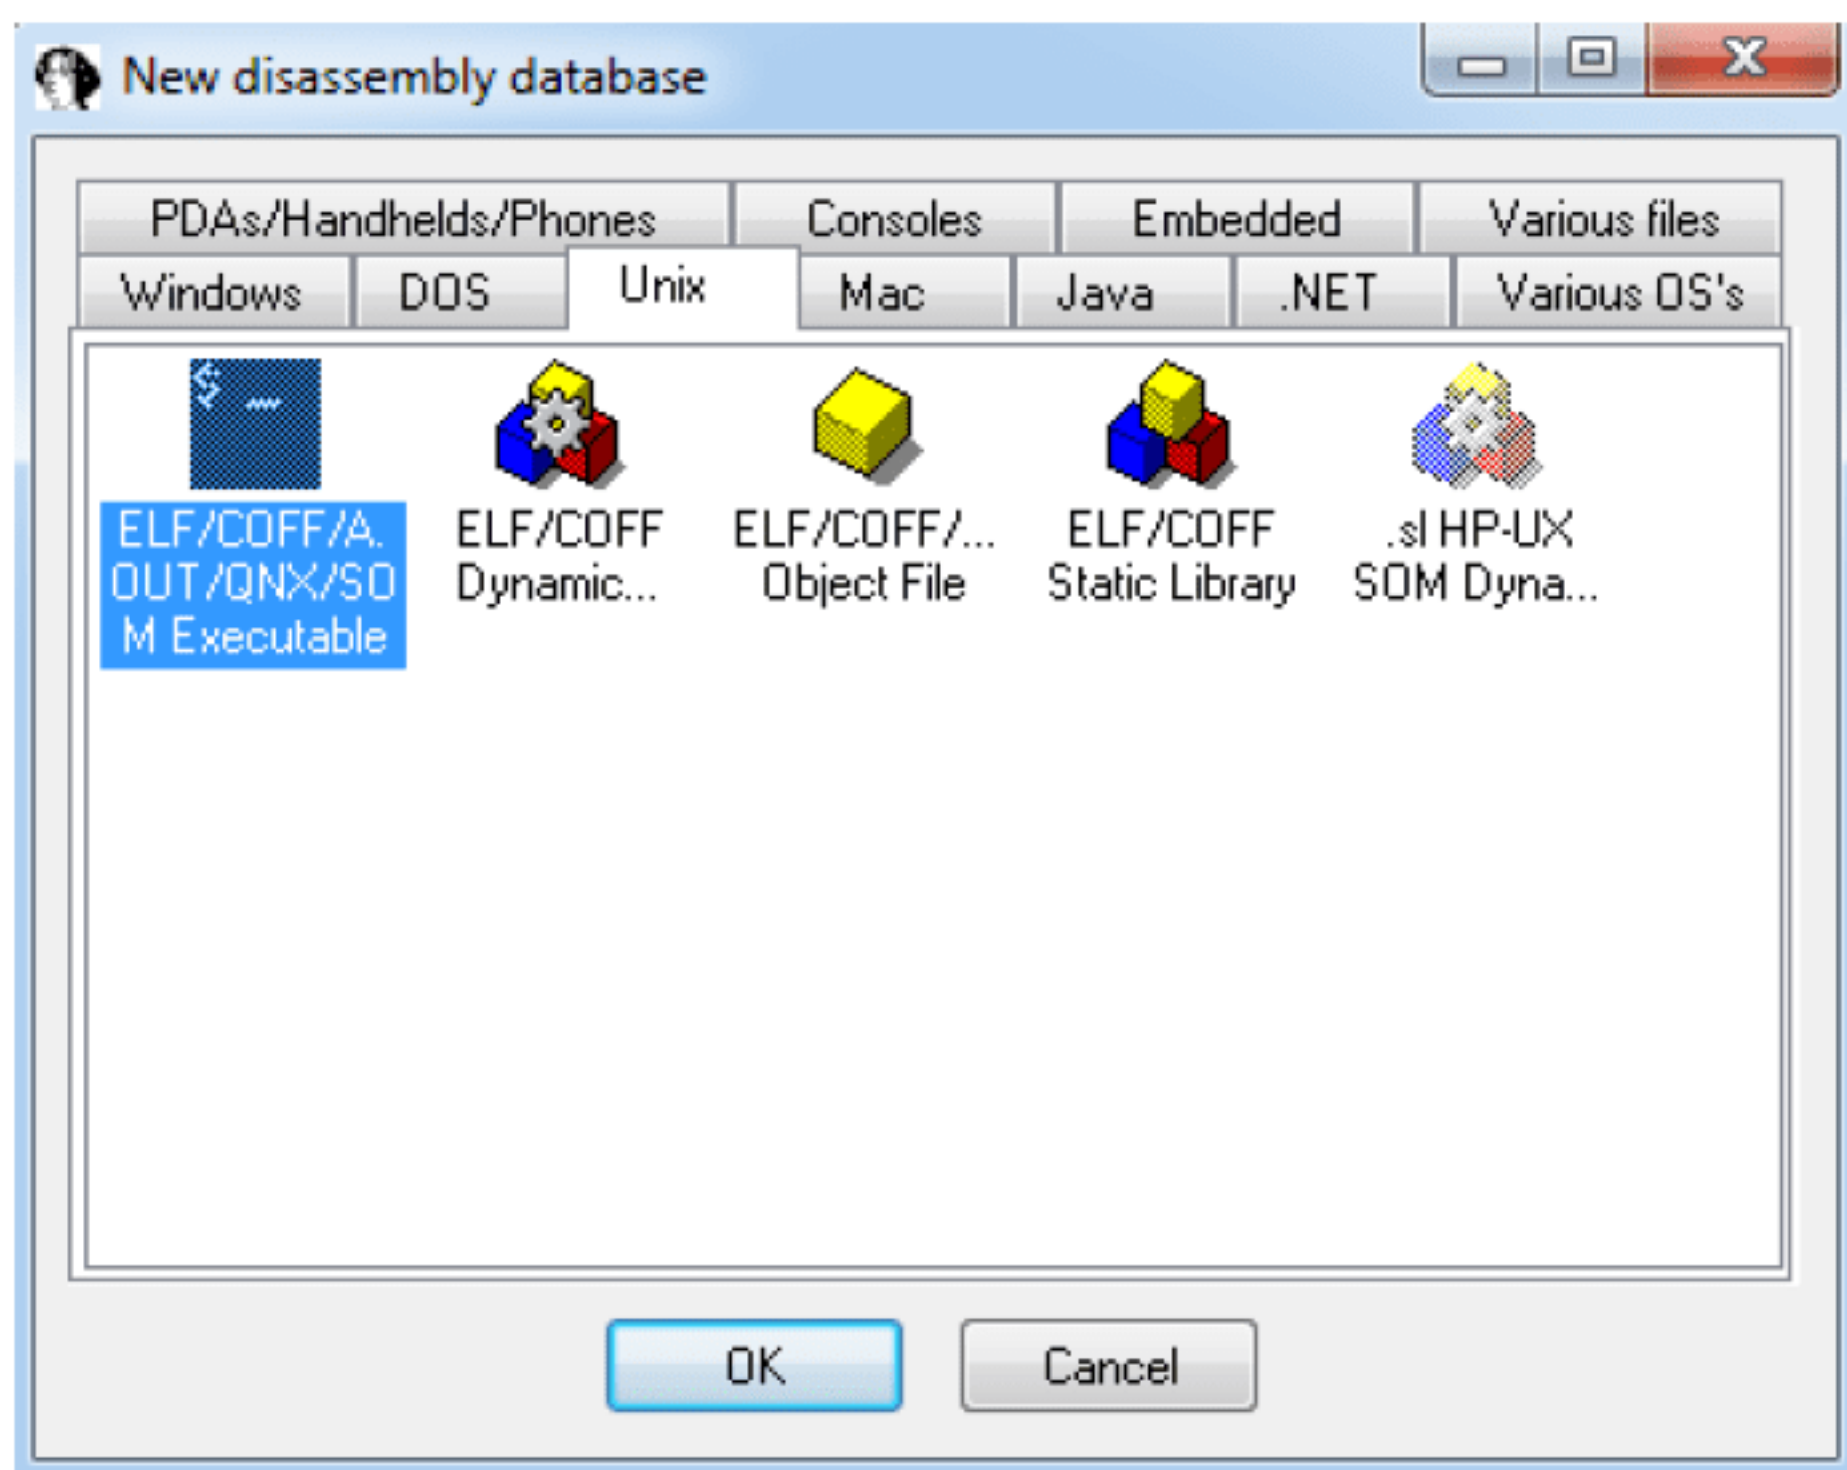 New disassembly database
PDAs/Handhelds/Phones Consoles Embedded Various files
Windows DOS Unix Mac Java .NET Various OS's
$ _
ELF/COFF/A. ELF/COFF ELF/COFF/... ELF/COFF .sl HP-UX
OUT/QNX/SO Dynamic... Object File Static Library SOM Dyna...
M Executable
OK Cancel